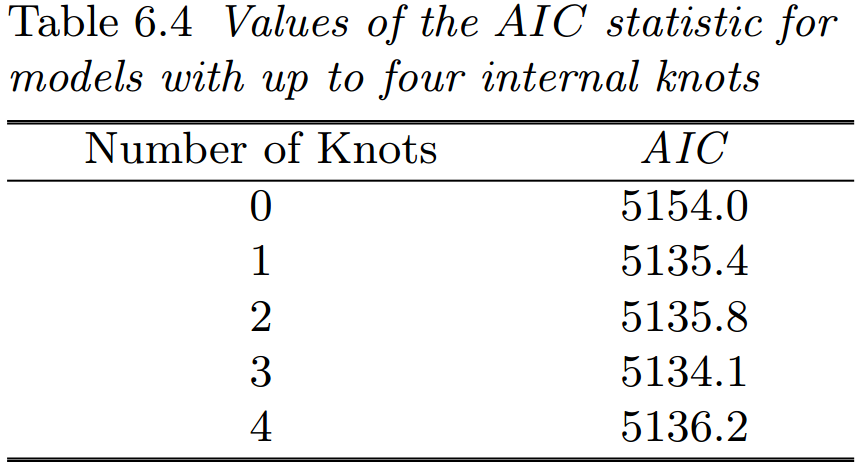 Table 6.4 Values of the AIC statistic for
models with up to four internal knots
Number of Knots AIC
0 5154.0
1 5135.4
2 5135.8
3 5134.1
4 5136.2